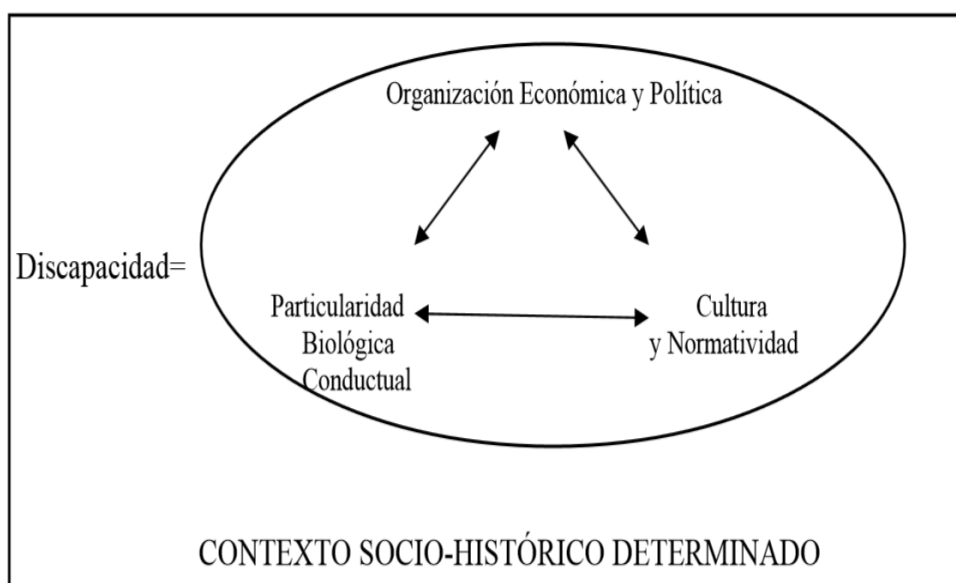 Organización Económica y Política
Discapacidad=
Particularidad
Biológica
Conductual
Cultura
y Normatividad
CONTEXTO SOCIO-HISTÓRICO DETERMINADO